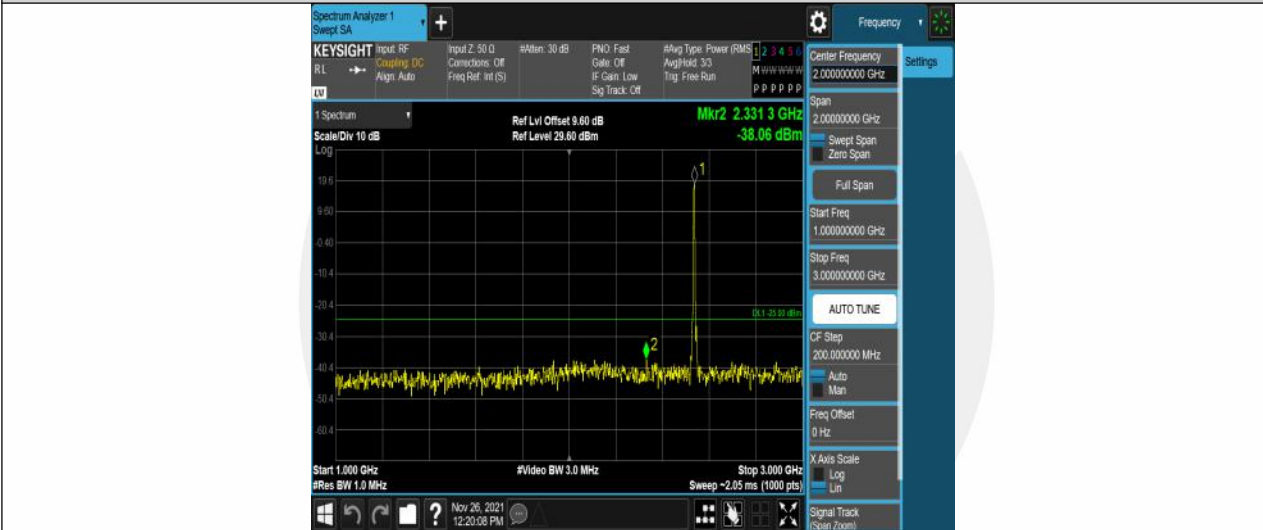 Spectrum Analyzer 1
Swept SA
+
Frequency
KEYSIGHT
RL
LV
Input: RF
Coupling: DC
Align: Auto
Input Z: 50 Ω
Corrections: Off
Freq Ref: Int (S)
#Atten: 30 dB
PNO: Fast
Gate: Off
IF Gain: Low
Sig Track: Off
#Avg Type: Power (RMS
Avg|Hold: 3/3
Trig: Free Run
1 2 3 4 5 6
M W W W W W
P P P P P P
1 Spectrum
Scale/Div 10 dB
Log
Ref Lvl Offset 9.60 dB
Ref Level 29.60 dBm
Mkr2 2.331 3 GHz
-38.06 dBm
1
19.6
9.60
-0.40
-10.4
-20.4
DL1 -25.00 dBm
-30.4
2
-40.4
-50.4
-60.4
Start 1.000 GHz
#Res BW 1.0 MHz
#Video BW 3.0 MHz
Stop 3.000 GHz
Sweep ~2.05 ms (1000 pts)
?
Nov 26, 2021
12:20:08 PM
Center Frequency
2.000000000 GHz
Settings
Span
2.00000000 GHz
Swept Span
Zero Span
Full Span
Start Freq
1.000000000 GHz
Stop Freq
3.000000000 GHz
AUTO TUNE
CF Step
200.000000 MHz
Auto
Man
Freq Offset
0 Hz
X Axis Scale
Log
Lin
Signal Track
(Span Zoom)